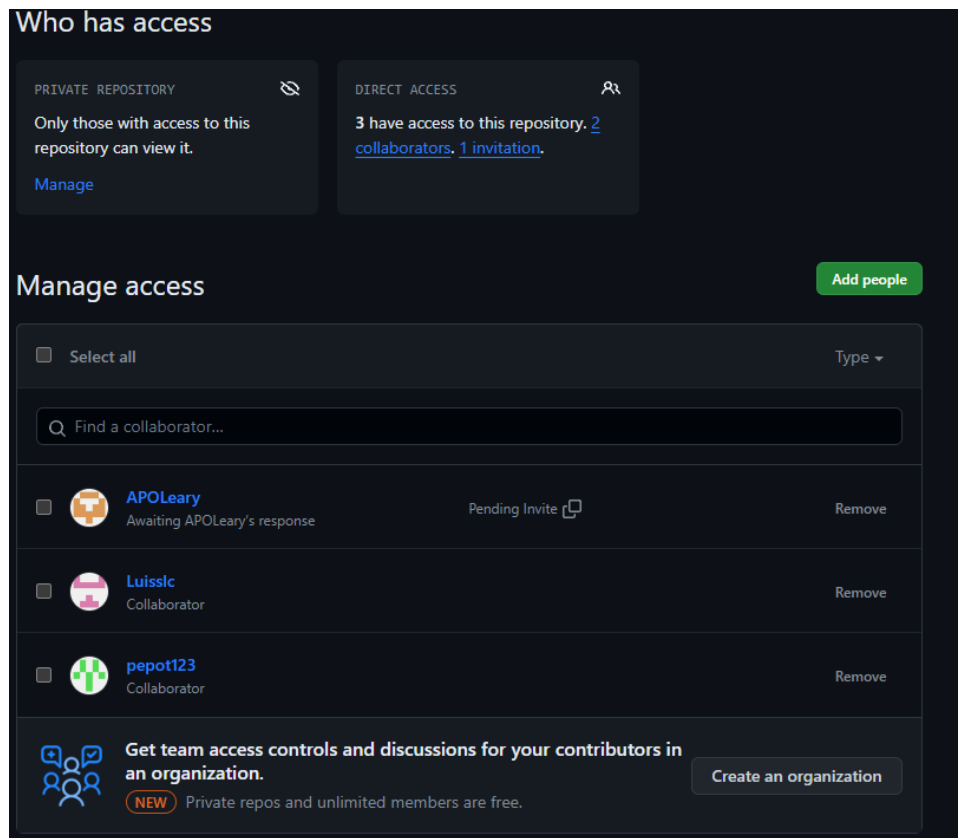 Who has access
PRIVATE REPOSITORY
Only those with access to this
repository can view it.
Manage
DIRECT ACCESS
3 have access to this repository. 2
collaborators. 1 invitation.
Manage access
Add people
Select all
Type
Find a collaborator...
APOLeary
Awaiting APOLeary's response
Pending Invite
Remove
Luisslc
Collaborator
Remove
pepot123
Collaborator
Remove
Get team access controls and discussions for your contributors in
an organization.
NEW Private repos and unlimited members are free.
Create an organization